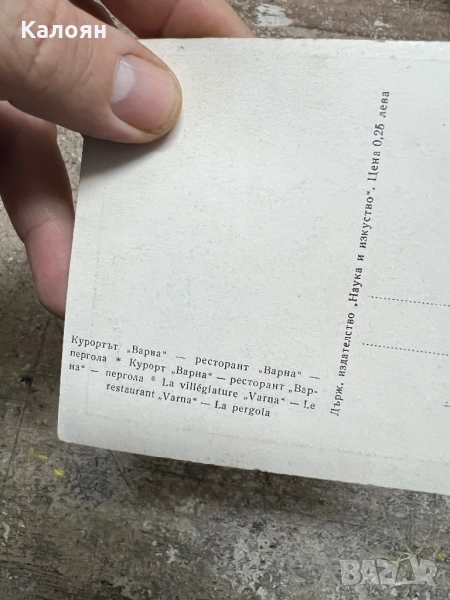 Калоян
Курортът „Варна“ — ресторант „Варна“ —
пергола * Курорт „Варна“ — ресторант „Вар-
на“ — пергола * La villégiature „Varna“ — Le
restaurant „Varna“ — La pergola
Държ. издателство „Наука и изкуство“. Цена 0,25 лева
BAZAR